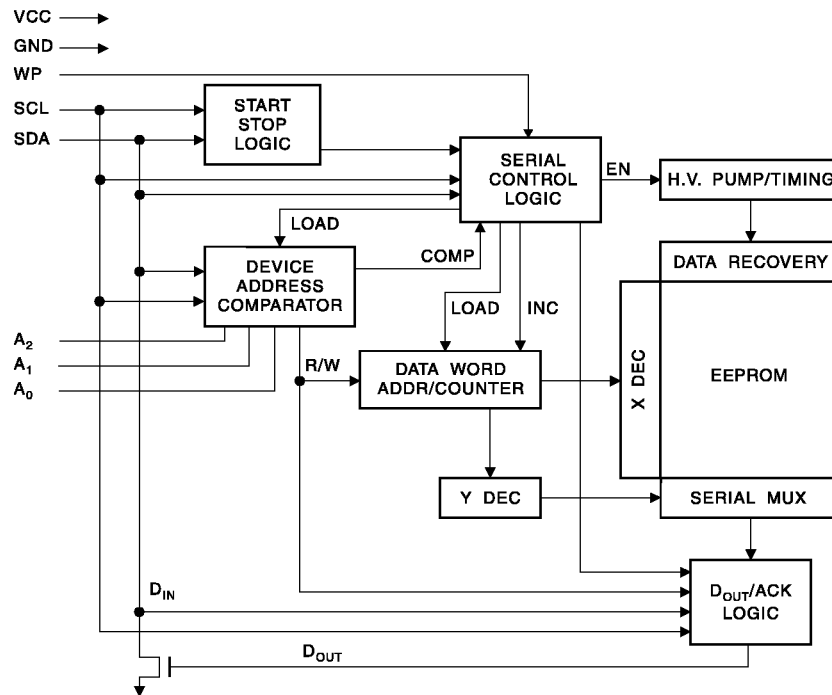 VCC
GND
WP
SCL
SDA
START
STOP
LOGIC
SERIAL
CONTROL
LOGIC
EN
H.V. PUMP/TIMING
LOAD
COMP
DATA RECOVERY
DEVICE
ADDRESS
COMPARATOR
LOAD
INC
A2
A1
A0
R/W
DATA WORD
ADDR/COUNTER
X DEC
EEPROM
Y DEC
SERIAL MUX
DIN
DOUT/ACK
LOGIC
DOUT